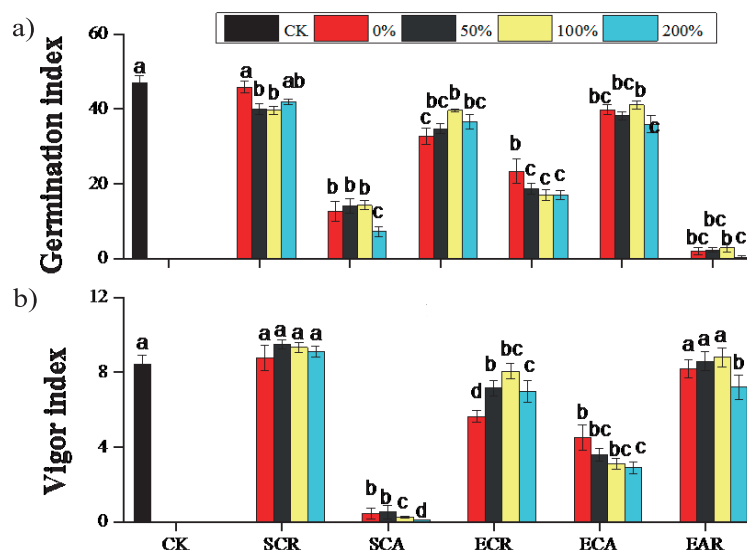 a)
Germination index
60
40
20
0
CK 0% 50% 100% 200%
a a b b ab
b b b c
c bc b bc
b c c c
bc bc b c
bc bc b c
b)
Vigor index
12
8
4
0
a a a a a
b b c d
d b bc c
b bc bc c
a a a b
CK SCR SCA ECR ECA EAR